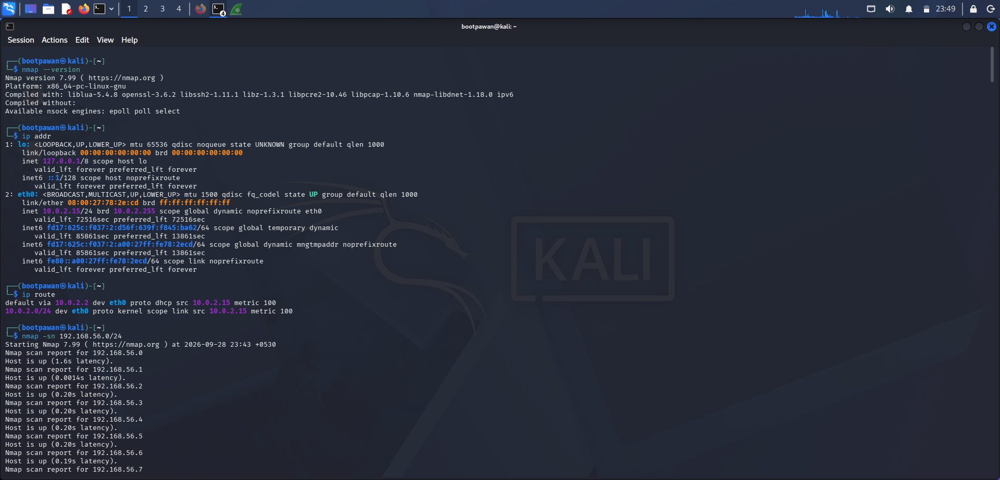 1 2 3 4 4 23:49
bootpawan@kali: ~
Session Actions Edit View Help
┌──(bootpawan㉿kali)-[~]
└─$ nmap --version
Nmap version 7.99 ( https://nmap.org )
Platform: x86_64-pc-linux-gnu
Compiled with: liblua-5.4.8 openssl-3.6.2 libssh2-1.11.1 libz-1.3.1 libpcre2-10.46 libpcap-1.10.6 nmap-libdnet-1.18.0 ipv6
Compiled without:
Available nsock engines: epoll poll select
File System
┌──(bootpawan㉿kali)-[~]
└─$ ip addr
1: lo: <LOOPBACK,UP,LOWER_UP> mtu 65536 qdisc noqueue state UNKNOWN group default qlen 1000
    link/loopback 00:00:00:00:00:00 brd 00:00:00:00:00:00
    inet 127.0.0.1/8 scope host lo
       valid_lft forever preferred_lft forever
    inet6 ::1/128 scope host noprefixroute
       valid_lft forever preferred_lft forever
2: eth0: <BROADCAST,MULTICAST,UP,LOWER_UP> mtu 1500 qdisc fq_codel state UP group default qlen 1000
    link/ether 08:00:27:78:2e:cd brd ff:ff:ff:ff:ff:ff
    inet 10.0.2.15/24 brd 10.0.2.255 scope global dynamic noprefixroute eth0
       valid_lft 72516sec preferred_lft 72516sec
    inet6 fd17:625c:f037:2:d56f:639f:f845:ba62/64 scope global temporary dynamic
       valid_lft 85861sec preferred_lft 13861sec
    inet6 fd17:625c:f037:2:a00:27ff:fe78:2ecd/64 scope global dynamic mngtmpaddr noprefixroute
       valid_lft 85861sec preferred_lft 13861sec
    inet6 fe80::a00:27ff:fe78:2ecd/64 scope link noprefixroute
       valid_lft forever preferred_lft forever
KALI
┌──(bootpawan㉿kali)-[~]
└─$ ip route
default via 10.0.2.2 dev eth0 proto dhcp src 10.0.2.15 metric 100
10.0.2.0/24 dev eth0 proto kernel scope link src 10.0.2.15 metric 100
┌──(bootpawan㉿kali)-[~]
└─$ nmap -sn 192.168.56.0/24
Starting Nmap 7.99 ( https://nmap.org ) at 2026-09-28 23:43 +0530
Nmap scan report for 192.168.56.0
Host is up (1.6s latency).
Nmap scan report for 192.168.56.1
Host is up (0.0014s latency).
Nmap scan report for 192.168.56.2
Host is up (0.20s latency).
Nmap scan report for 192.168.56.3
Host is up (0.20s latency).
Nmap scan report for 192.168.56.4
Host is up (0.20s latency).
Nmap scan report for 192.168.56.5
Host is up (0.20s latency).
Nmap scan report for 192.168.56.6
Host is up (0.19s latency).
Nmap scan report for 192.168.56.7